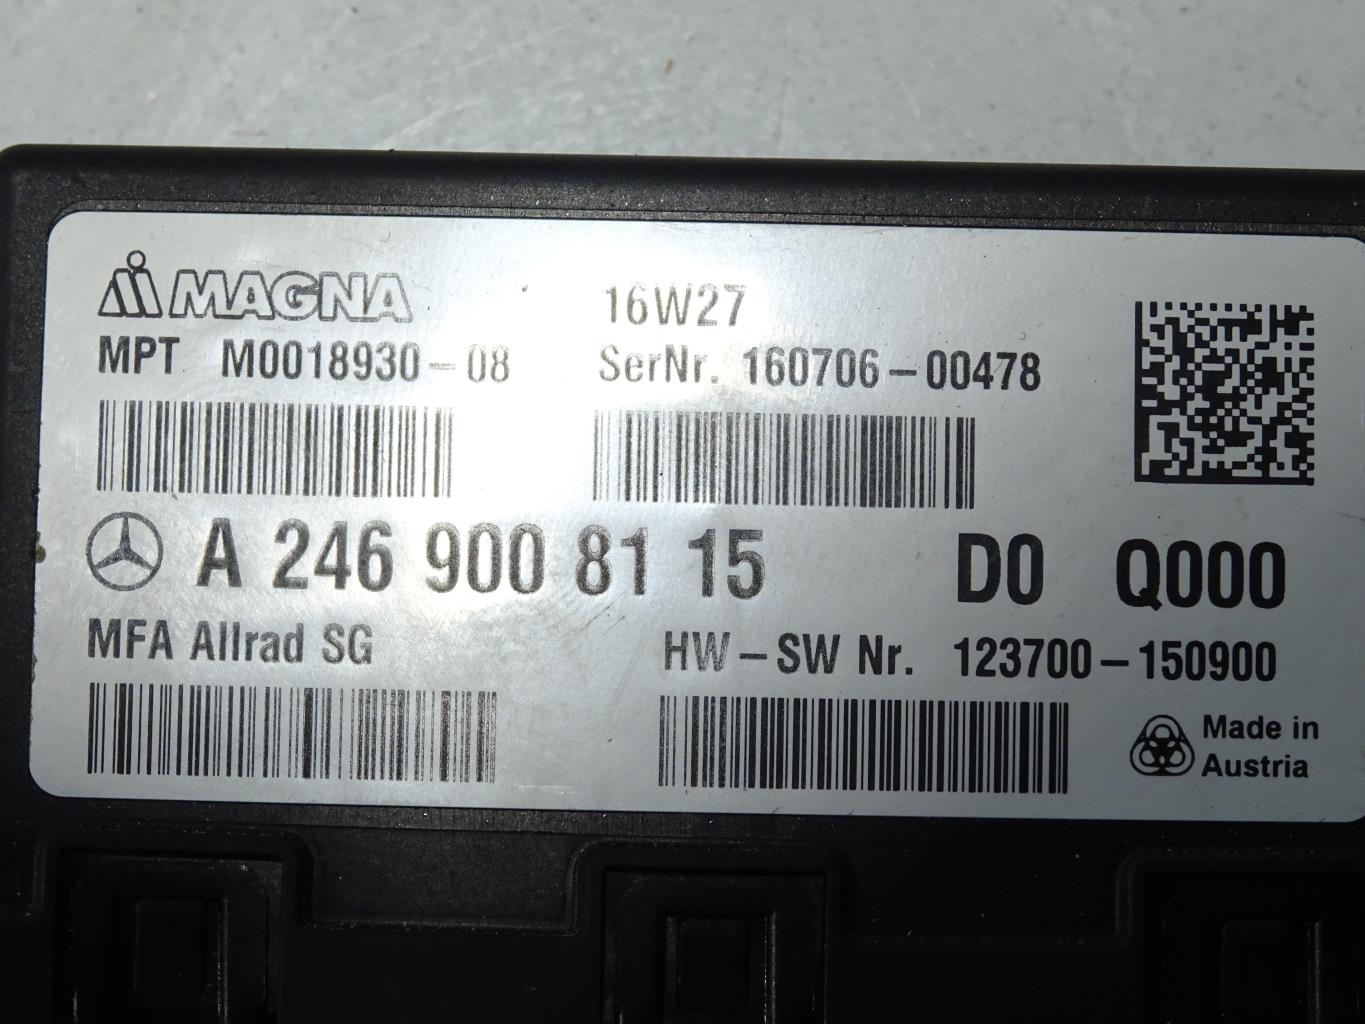 MAGNA 16W27
MPT M0018930-08 SerNr. 160706-00478
A 246 900 81 15 D0 Q000
MFA Allrad SG HW-SW Nr. 123700-150900
Made in
Austria